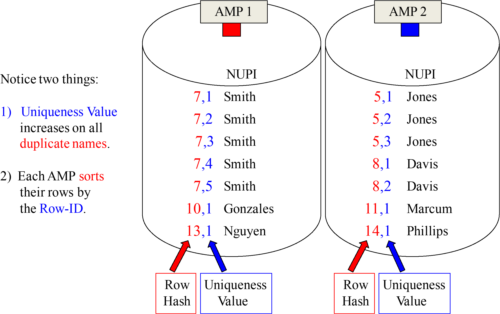 AMP 1
AMP 2
Notice two things:
1) Uniqueness Value
increases on all
duplicate names.
2) Each AMP sorts
their rows by
the Row-ID.
NUPI
7,1 Smith
7,2 Smith
7,3 Smith
7,4 Smith
7,5 Smith
10,1 Gonzales
13,1 Nguyen
Row
Hash
Uniqueness
Value
NUPI
5,1 Jones
5,2 Jones
5,3 Jones
8,1 Davis
8,2 Davis
11,1 Marcum
14,1 Phillips
Row
Hash
Uniqueness
Value